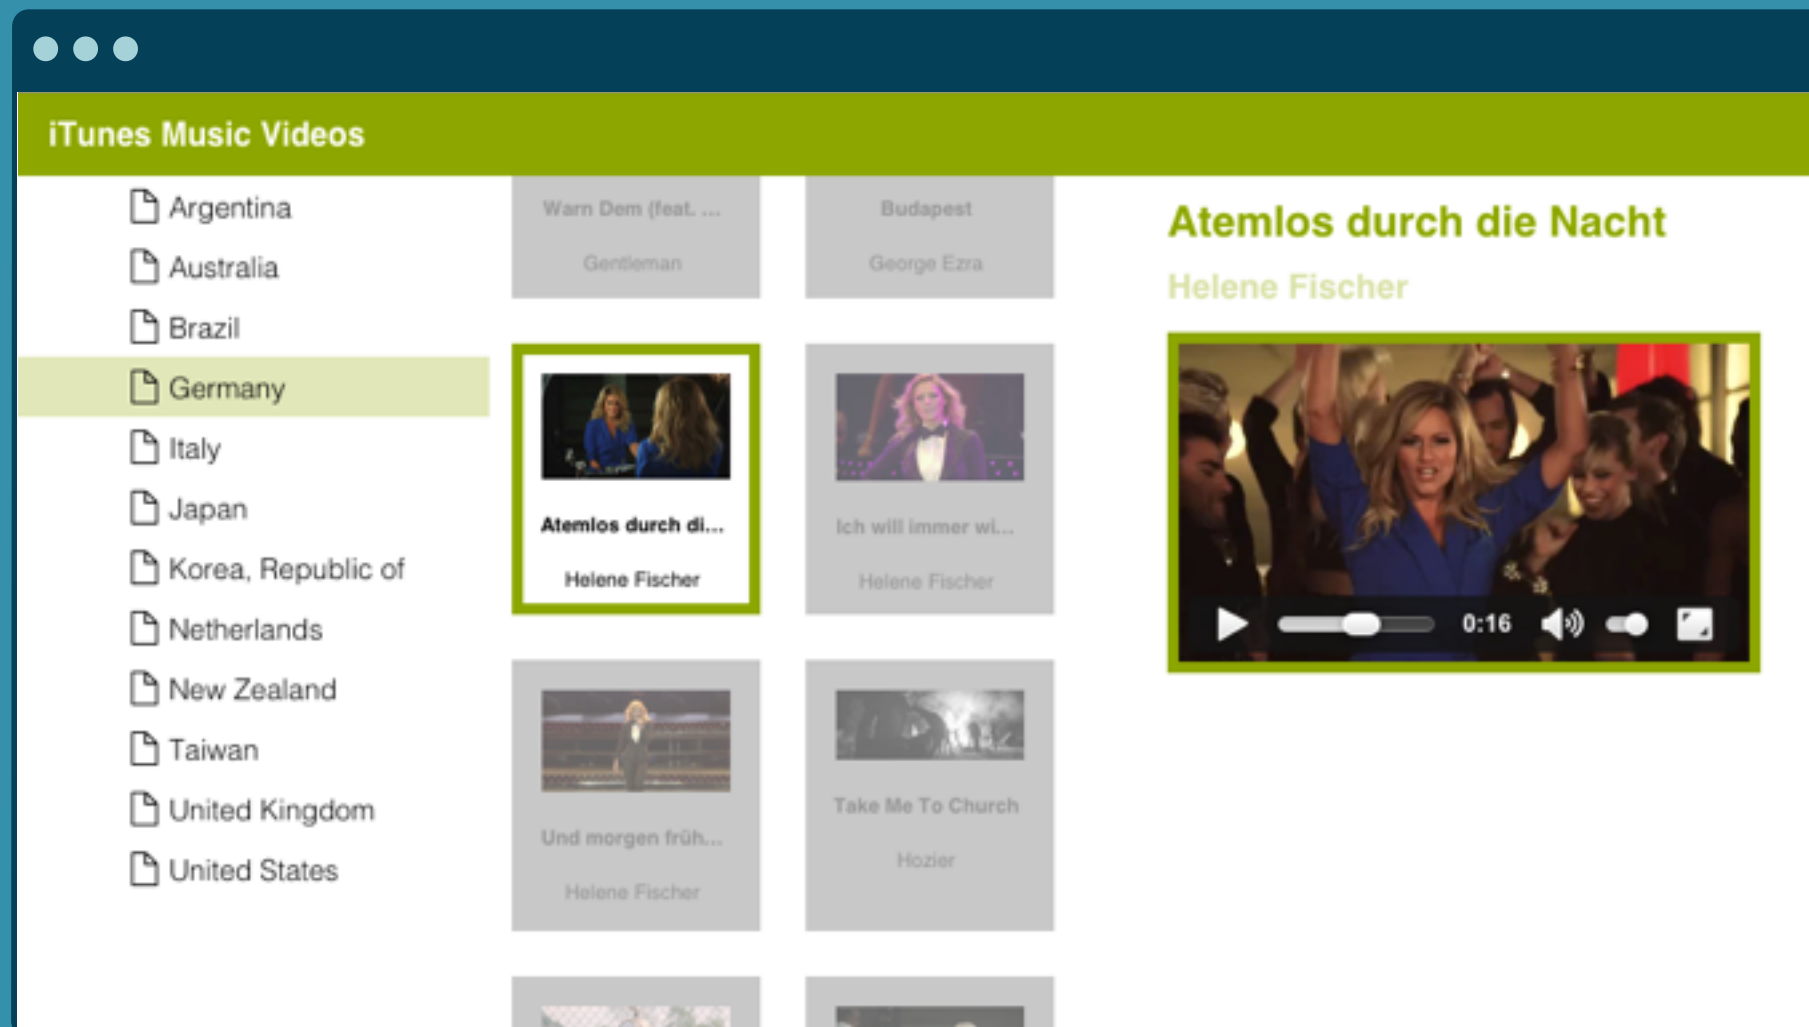 iTunes Music Videos
Argentina
Australia
Brazil
Germany
Italy
Japan
Korea, Republic of
Netherlands
New Zealand
Taiwan
United Kingdom
United States
Warn Dem (feat. ...
Gentleman
Budapest
George Ezra
Atemlos durch di...
Helene Fischer
Ich will immer wi...
Helene Fischer
Und morgen früh...
Helene Fischer
Take Me To Church
Hozier
Atemlos durch die Nacht
Helene Fischer
0:16